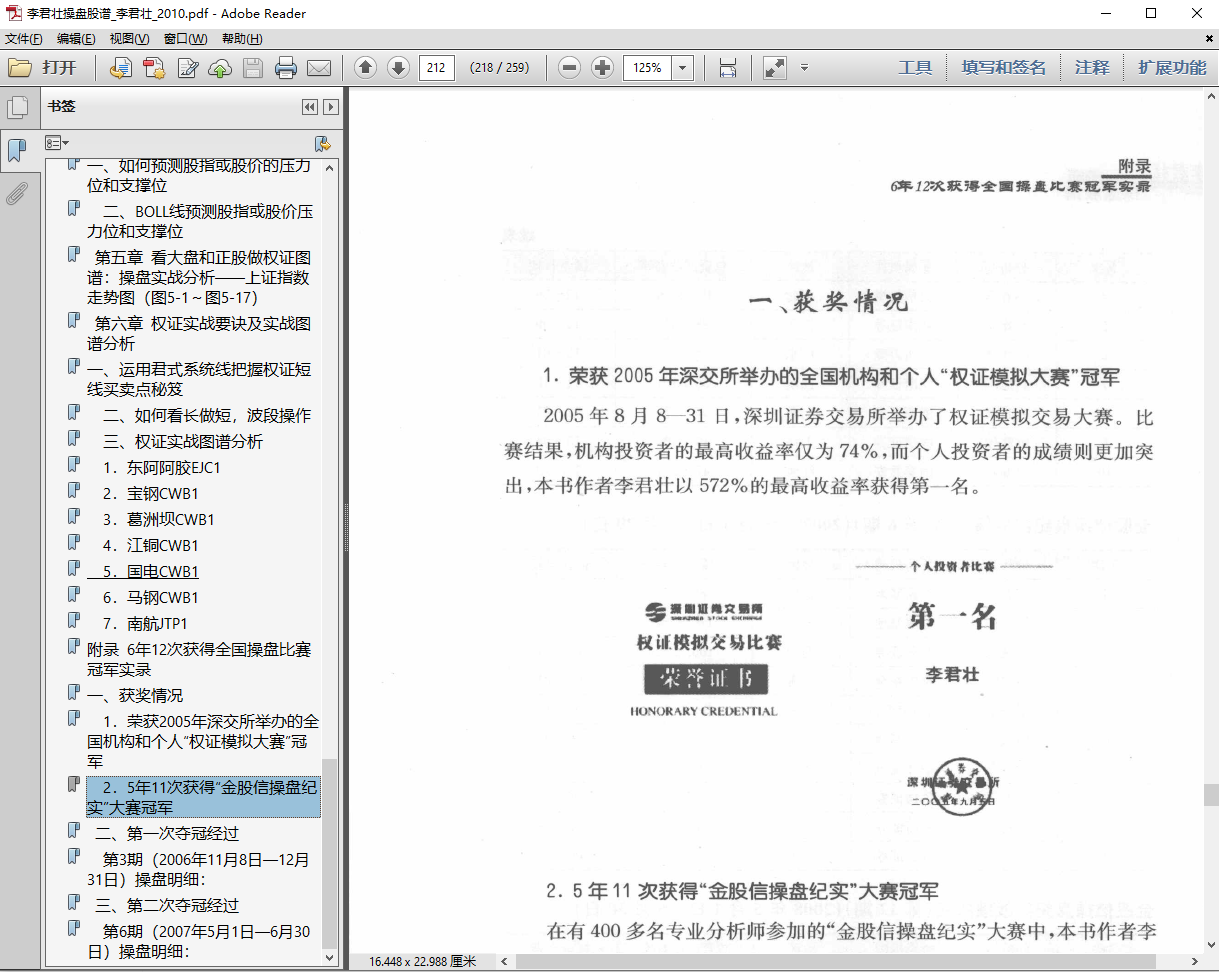 李君壮操盘股谱_李君壮_2010.pdf - Adobe Reader
文件(F) 编辑(E) 视图(V) 窗口(W) 帮助(H)
打开 212 (218 / 259) 125% 工具 填写和签名 注释 扩展功能
书签
一、如何预测股指或股价的压力
位和支撑位
二、BOLL线预测股指或股价压
力位和支撑位
第五章 看大盘和正股做权证图
谱：操盘实战分析——上证指数
走势图（图5-1～图5-17）
第六章 权证实战要诀及实战图
谱分析
一、运用君式系统线把握权证短
线买卖点秘笈
二、如何看长做短，波段操作
三、权证实战图谱分析
1．东阿阿胶EJC1
2．宝钢CWB1
3．葛洲坝CWB1
4．江铜CWB1
5．国电CWB1
6．马钢CWB1
7．南航JTP1
附录 6年12次获得全国操盘比赛
冠军实录
一、获奖情况
1．荣获2005年深交所举办的全
国机构和个人“权证模拟大赛”冠
军
2．5年11次获得“金股信操盘纪
实”大赛冠军
二、第一次夺冠经过
第3期（2006年11月8日—12月
31日）操盘明细：
三、第二次夺冠经过
第6期（2007年5月1日—6月30
日）操盘明细：
附录
6年12次获得全国操盘比赛冠军实录
一、获奖情况
1. 荣获 2005 年深交所举办的全国机构和个人“权证模拟大赛”冠军
2005 年 8 月 8—31 日，深圳证券交易所举办了权证模拟交易大赛。比
赛结果，机构投资者的最高收益率仅为 74%，而个人投资者的成绩则更加突
出，本书作者李君壮以 572%的最高收益率获得第一名。
深圳证券交易所
SHENZHEN STOCK EXCHANGE
权证模拟交易比赛
荣誉证书
HONORARY CREDENTIAL
个人投资者比赛
第一名
李君壮
深圳证券交易所
二〇〇五年九月五日
2. 5 年 11 次获得“金股信操盘纪实”大赛冠军
在有 400 多名专业分析师参加的“金股信操盘纪实”大赛中，本书作者李
16.448 x 22.988 厘米